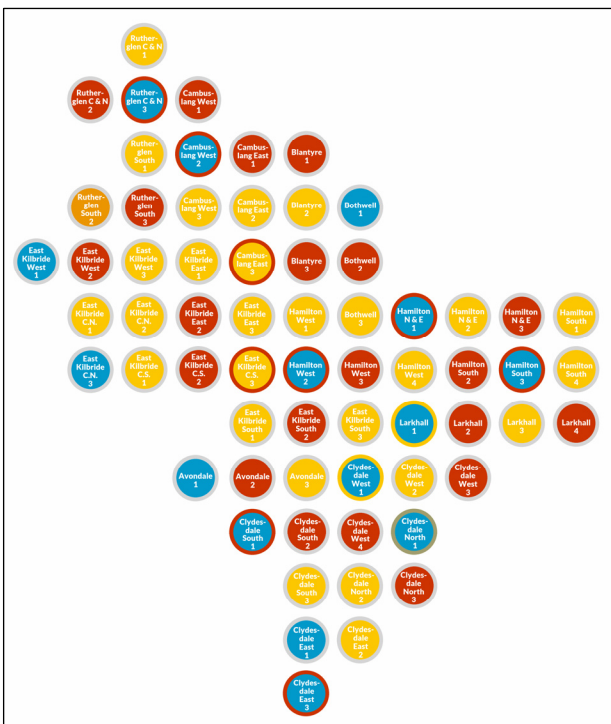 Ruther-
glen C & N
1
Ruther-
glen C & N
2
Ruther-
glen C & N
3
Cambus-
lang West
1
Ruther-
glen
South
1
Cambus-
lang West
2
Cambus-
lang East
1
Blantyre
1
Ruther-
glen
South
2
Ruther-
glen
South
3
Cambus-
lang West
3
Cambus-
lang East
2
Blantyre
2
Bothwell
1
East
Kilbride
West
1
East
Kilbride
West
2
East
Kilbride
West
3
East
Kilbride
East
1
Cambus-
lang East
3
Blantyre
3
Bothwell
2
East
Kilbride
C.N.
1
East
Kilbride
C.N.
2
East
Kilbride
East
2
East
Kilbride
East
3
Hamilton
West
1
Bothwell
3
Hamilton
N & E
1
Hamilton
N & E
2
Hamilton
N & E
3
Hamilton
South
1
East
Kilbride
C.N.
3
East
Kilbride
C.S.
1
East
Kilbride
C.S.
2
East
Kilbride
C.S.
3
Hamilton
West
2
Hamilton
West
3
Hamilton
West
4
Hamilton
South
2
Hamilton
South
3
Hamilton
South
4
East
Kilbride
South
1
East
Kilbride
South
2
East
Kilbride
South
3
Larkhall
1
Larkhall
2
Larkhall
3
Larkhall
4
Avondale
1
Avondale
2
Avondale
3
Clydes-
dale
West
1
Clydes-
dale
West
2
Clydes-
dale
West
3
Clydes-
dale
South
1
Clydes-
dale
South
2
Clydes-
dale
West
4
Clydes-
dale
North
1
Clydes-
dale
South
3
Clydes-
dale
North
2
Clydes-
dale
North
3
Clydes-
dale
East
1
Clydes-
dale
East
2
Clydes-
dale
East
3